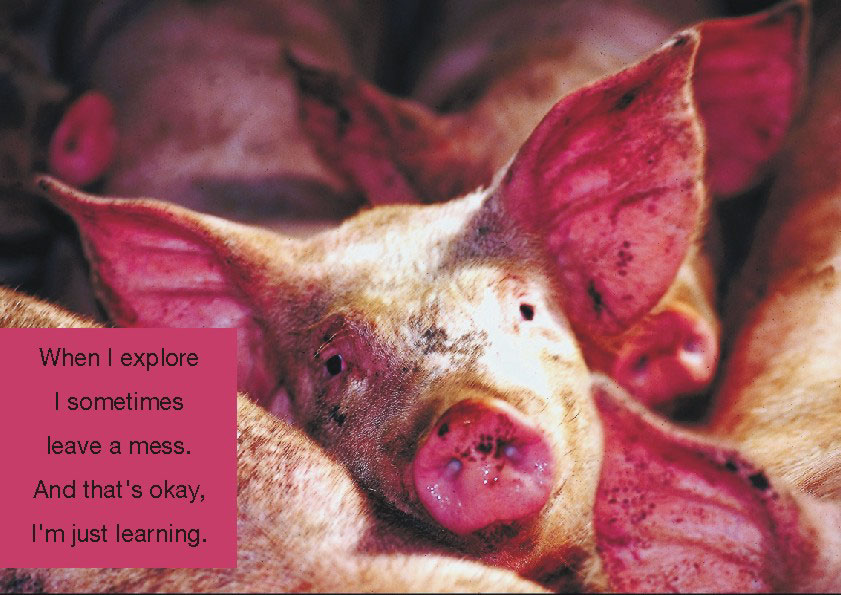 When I explore
I sometimes
leave a mess.
And that's okay,
I'm just learning.